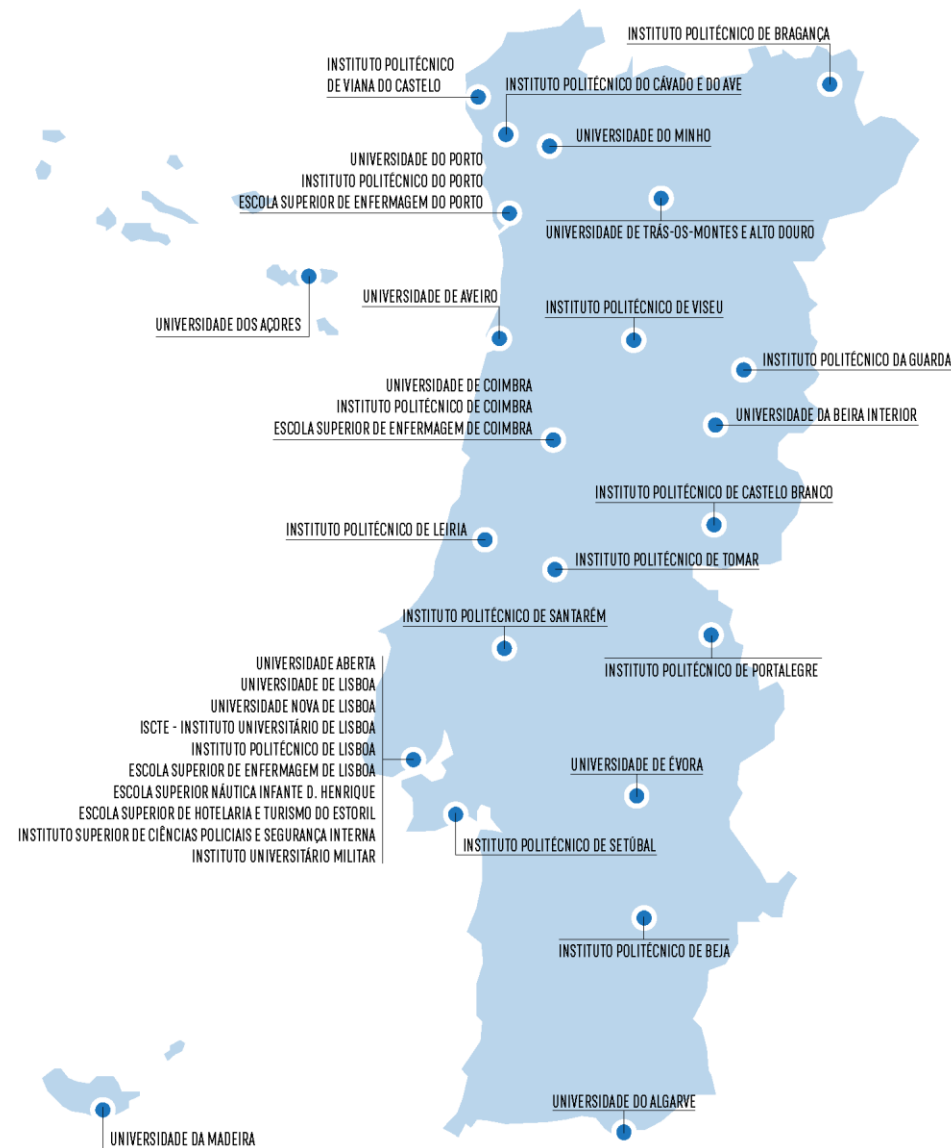 INSTITUTO POLITÉCNICO DE BRAGANÇA
INSTITUTO POLITÉCNICO
DE VIANA DO CASTELO
INSTITUTO POLITÉCNICO DO CÁVADO E DO AVE
UNIVERSIDADE DO MINHO
UNIVERSIDADE DO PORTO
INSTITUTO POLITÉCNICO DO PORTO
ESCOLA SUPERIOR DE ENFERMAGEM DO PORTO
UNIVERSIDADE DE TRÁS-OS-MONTES E ALTO DOURO
UNIVERSIDADE DOS AÇORES
UNIVERSIDADE DE AVEIRO
INSTITUTO POLITÉCNICO DE VISEU
INSTITUTO POLITÉCNICO DA GUARDA
UNIVERSIDADE DE COIMBRA
INSTITUTO POLITÉCNICO DE COIMBRA
ESCOLA SUPERIOR DE ENFERMAGEM DE COIMBRA
UNIVERSIDADE DA BEIRA INTERIOR
INSTITUTO POLITÉCNICO DE CASTELO BRANCO
INSTITUTO POLITÉCNICO DE LEIRIA
INSTITUTO POLITÉCNICO DE TOMAR
INSTITUTO POLITÉCNICO DE SANTARÉM
INSTITUTO POLITÉCNICO DE PORTALEGRE
UNIVERSIDADE ABERTA
UNIVERSIDADE DE LISBOA
UNIVERSIDADE NOVA DE LISBOA
ISCTE - INSTITUTO UNIVERSITÁRIO DE LISBOA
INSTITUTO POLITÉCNICO DE LISBOA
ESCOLA SUPERIOR DE ENFERMAGEM DE LISBOA
ESCOLA SUPERIOR NÁUTICA INFANTE D. HENRIQUE
ESCOLA SUPERIOR DE HOTELARIA E TURISMO DO ESTORIL
INSTITUTO SUPERIOR DE CIÊNCIAS POLICIAIS E SEGURANÇA INTERNA
INSTITUTO UNIVERSITÁRIO MILITAR
UNIVERSIDADE DE ÉVORA
INSTITUTO POLITÉCNICO DE SETÚBAL
INSTITUTO POLITÉCNICO DE BEJA
UNIVERSIDADE DO ALGARVE
UNIVERSIDADE DA MADEIRA